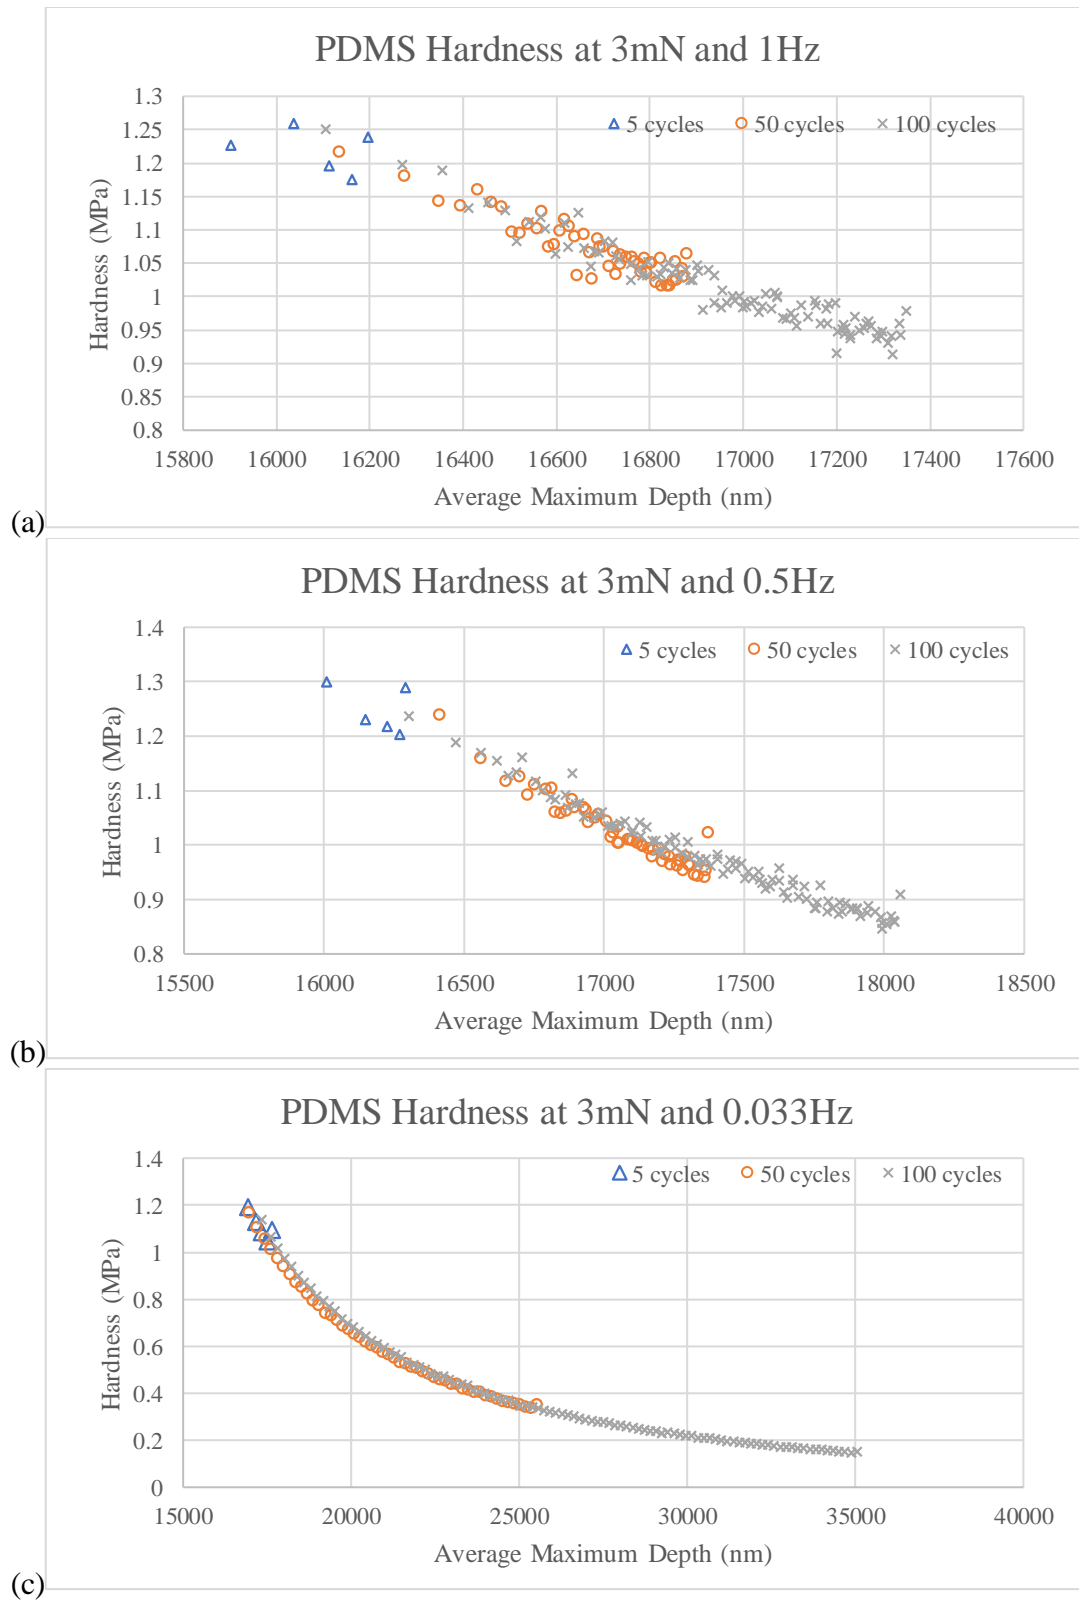 PDMS Hardness at 3mN and 1Hz
1.3
1.25
1.2
1.15
1.1
1.05
1
0.95
0.9
0.85
0.8
Hardness (MPa)
5 cycles 50 cycles 100 cycles
15800 16000 16200 16400 16600 16800 17000 17200 17400 17600
Average Maximum Depth (nm)
(a)
PDMS Hardness at 3mN and 0.5Hz
1.4
1.3
1.2
1.1
1
0.9
0.8
Hardness (MPa)
5 cycles 50 cycles 100 cycles
15500 16000 16500 17000 17500 18000 18500
Average Maximum Depth (nm)
(b)
PDMS Hardness at 3mN and 0.033Hz
1.4
1.2
1
0.8
0.6
0.4
0.2
0
Hardness (MPa)
5 cycles 50 cycles 100 cycles
15000 20000 25000 30000 35000 40000
Average Maximum Depth (nm)
(c)